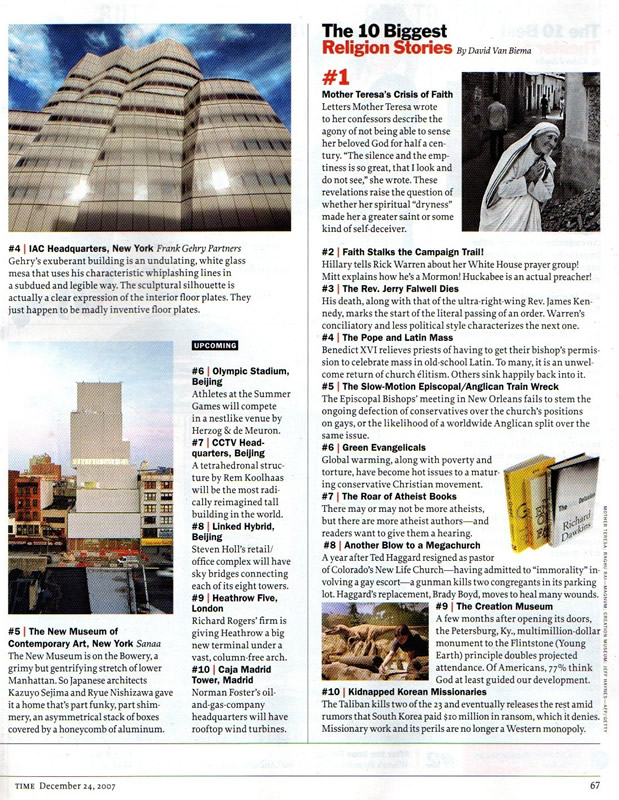 #4 | IAC Headquarters, New York Frank Gehry Partners
Gehry's exuberant building is an undulating, white glass
mesa that uses his characteristic whiplashing lines in
a subdued and legible way. The sculptural silhouette is
actually a clear expression of the interior floor plates. They
just happen to be madly inventive floor plates.
#5 | The New Museum of
Contemporary Art, New York Sanaa
The New Museum is on the Bowery, a
grimy but gentrifying stretch of lower
Manhattan. So Japanese architects
Kazuyo Sejima and Ryue Nishizawa gave
it a home that's part funky, part shim-
mery, an asymmetrical stack of boxes
covered by a honeycomb of aluminum.
UPCOMING
#6 | Olympic Stadium,
Beijing
Athletes at the Summer
Games will compete
in a nestlike venue by
Herzog & de Meuron.
#7 | CCTV Head-
quarters, Beijing
A tetrahedronal struc-
ture by Rem Koolhaas
will be the most radi-
cally reimagined tall
building in the world.
#8 | Linked Hybrid,
Beijing
Steven Holl's retail/
office complex will have
sky bridges connecting
each of its eight towers.
#9 | Heathrow Five,
London
Richard Rogers' firm is
giving Heathrow a big
new terminal under a
vast, column-free arch.
#10 | Caja Madrid
Tower, Madrid
Norman Foster's oil-
and-gas-company
headquarters will have
rooftop wind turbines.
The 10 Biggest
Religion Stories By David Van Biema
#1
Mother Teresa's Crisis of Faith
Letters Mother Teresa wrote
to her confessors describe the
agony of not being able to sense
her beloved God for half a cen-
tury. "The silence and the emp-
tiness is so great, that I look and
do not see," she wrote. These
revelations raise the question of
whether her spiritual "dryness"
made her a greater saint or some
kind of self-deceiver.
#2 | Faith Stalks the Campaign Trail!
Hillary tells Rick Warren about her White House prayer group!
Mitt explains how he's a Mormon! Huckabee is an actual preacher!
#3 | The Rev. Jerry Falwell Dies
His death, along with that of the ultra-right-wing Rev. James Ken-
nedy, marks the start of the literal passing of an order. Warren's
conciliatory and less political style characterizes the next one.
#4 | The Pope and Latin Mass
Benedict XVI relieves priests of having to get their bishop's permis-
sion to celebrate mass in old-school Latin. To many, it is an unwel-
come return of church élitism. Others sink happily back into it.
#5 | The Slow-Motion Episcopal/Anglican Train Wreck
The Episcopal Bishops' meeting in New Orleans fails to stem the
ongoing defection of conservatives over the church's positions
on gays, or the likelihood of a worldwide Anglican split over the
same issue.
#6 | Green Evangelicals
Global warming, along with poverty and
torture, have become hot issues to a matur-
ing conservative Christian movement.
#7 | The Roar of Atheist Books
There may or may not be more atheists,
but there are more atheist authors—and
readers want to give them a hearing.
The
Delusion
Richard
Dawkins
#8 | Another Blow to a Megachurch
A year after Ted Haggard resigned as pastor
of Colorado's New Life Church—having admitted to "immorality" in-
volving a gay escort—a gunman kills two congregants in its parking
lot. Haggard's replacement, Brady Boyd, moves to heal many wounds.
#9 | The Creation Museum
A few months after opening its doors,
the Petersburg, Ky., multimillion-dollar
monument to the Flintstone (Young
Earth) principle doubles projected
attendance. Of Americans, 77% think
God at least guided our development.
#10 | Kidnapped Korean Missionaries
The Taliban kills two of the 23 and eventually releases the rest amid
rumors that South Korea paid $20 million in ransom, which it denies.
Missionary work and its perils are no longer a Western monopoly.
MOTHER TERESA: RAGHU RAI—MAGNUM; CREATION MUSEUM: JEFF HAYNES—AFP/GETTY
TIME December 24, 2007
67